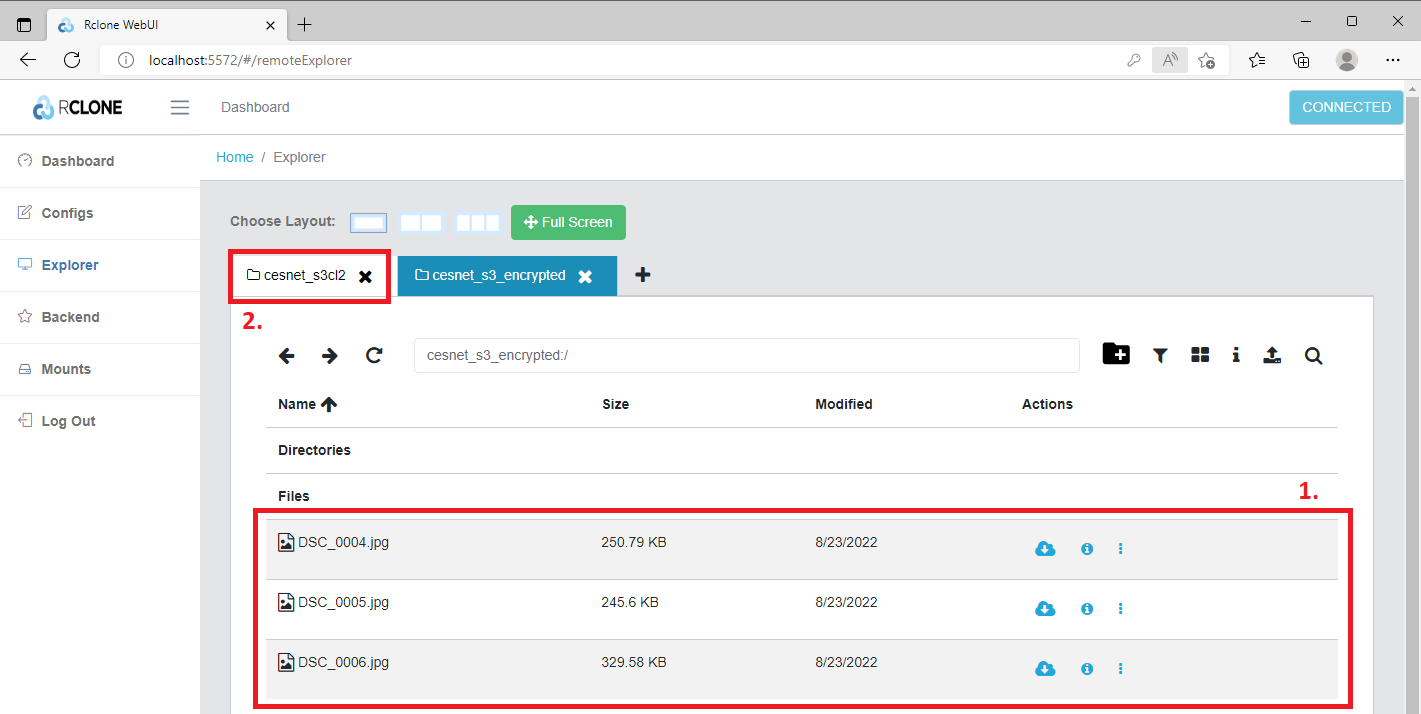 Rclone WebUI
localhost:5572/#/remoteExplorer
RCLONE
Dashboard
CONNECTED
Dashboard
Configs
Explorer
Backend
Mounts
Log Out
Home / Explorer
Choose Layout:
Full Screen
cesnet_s3cl2
cesnet_s3_encrypted
2.
cesnet_s3_encrypted:/
Name Size Modified Actions
Directories
Files
1.
DSC_0004.jpg 250.79 KB 8/23/2022
DSC_0005.jpg 245.6 KB 8/23/2022
DSC_0006.jpg 329.58 KB 8/23/2022